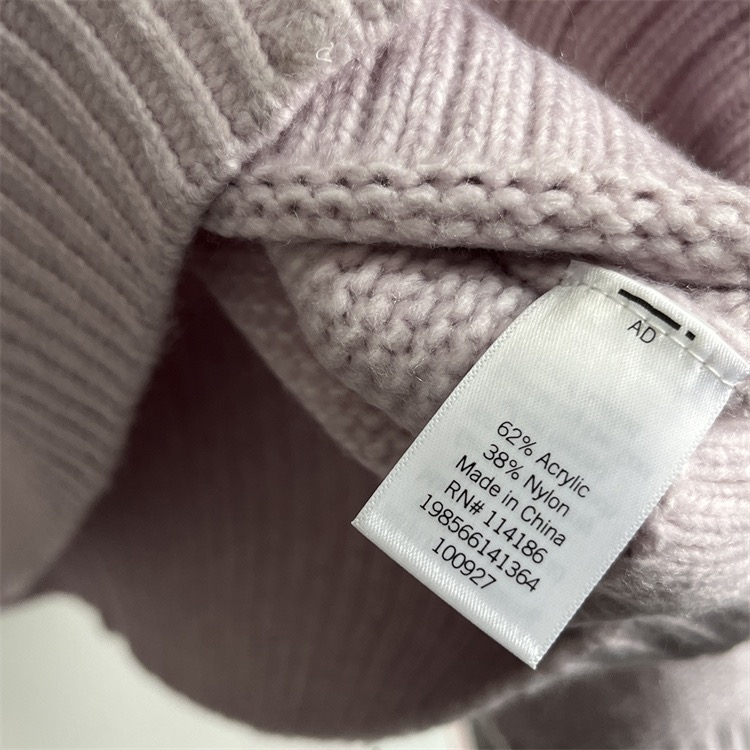 AD
62% Acrylic
38% Nylon
Made in China
RN# 114186
198566141364
100927